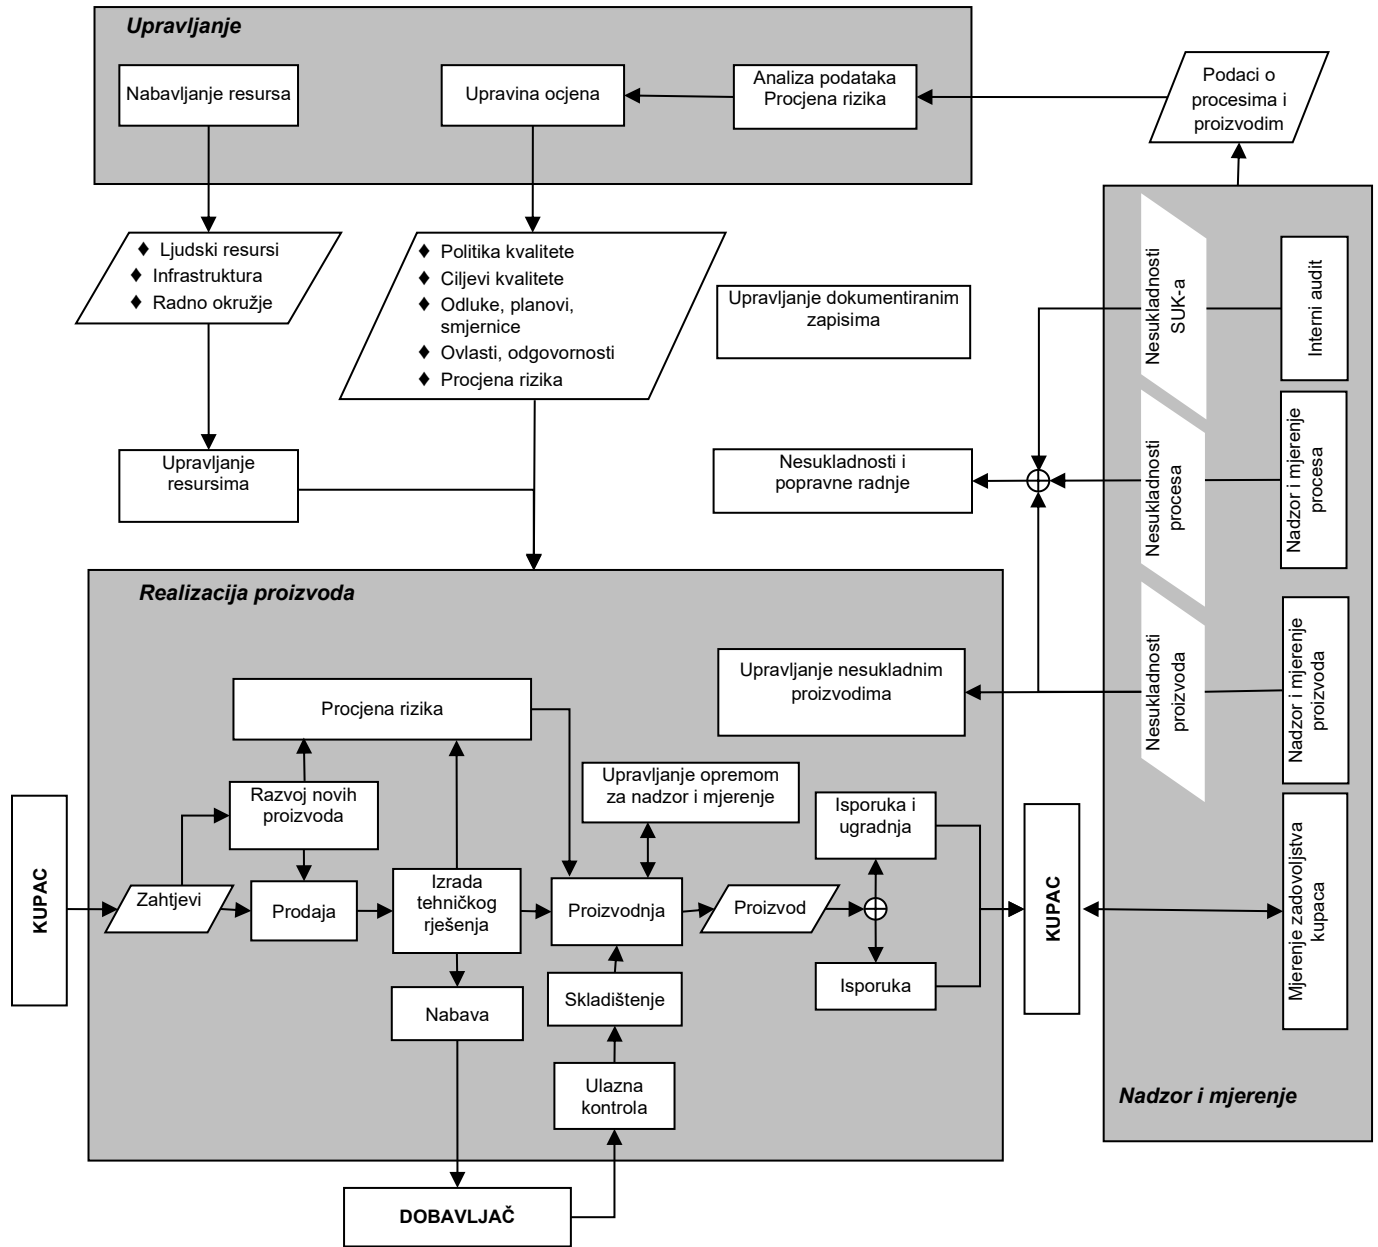 Upravljanje
Nabavljanje resursa
Upravina ocjena
Analiza podataka
Procjena rizika
Podaci o
procesima i
proizvodim
♦ Ljudski resursi
♦ Infrastruktura
♦ Radno okružje
♦ Politika kvalitete
♦ Ciljevi kvalitete
♦ Odluke, planovi,
smjernice
♦ Ovlasti, odgovornosti
♦ Procjena rizika
Upravljanje dokumentiranim
zapisima
Nesukladnosti
SUK-a
Interni audit
Upravljanje
resursima
Nesukladnosti i
popravne radnje
Nesukladnosti
procesa
Nadzor i mjerenje
procesa
Realizacija proizvoda
Procjena rizika
Upravljanje nesukladnim
proizvodima
Nesukladnosti
proizvoda
Nadzor i mjerenje
proizvoda
Razvoj novih
proizvoda
Upravljanje opremom
za nadzor i mjerenje
Isporuka i
ugradnja
KUPAC
Zahtjevi
Prodaja
Izrada
tehničkog
rješenja
Proizvodnja
Proizvod
KUPAC
Mjerenje zadovoljstva
kupaca
Nabava
Skladištenje
Isporuka
Ulazna
kontrola
Nadzor i mjerenje
DOBAVLJAČ